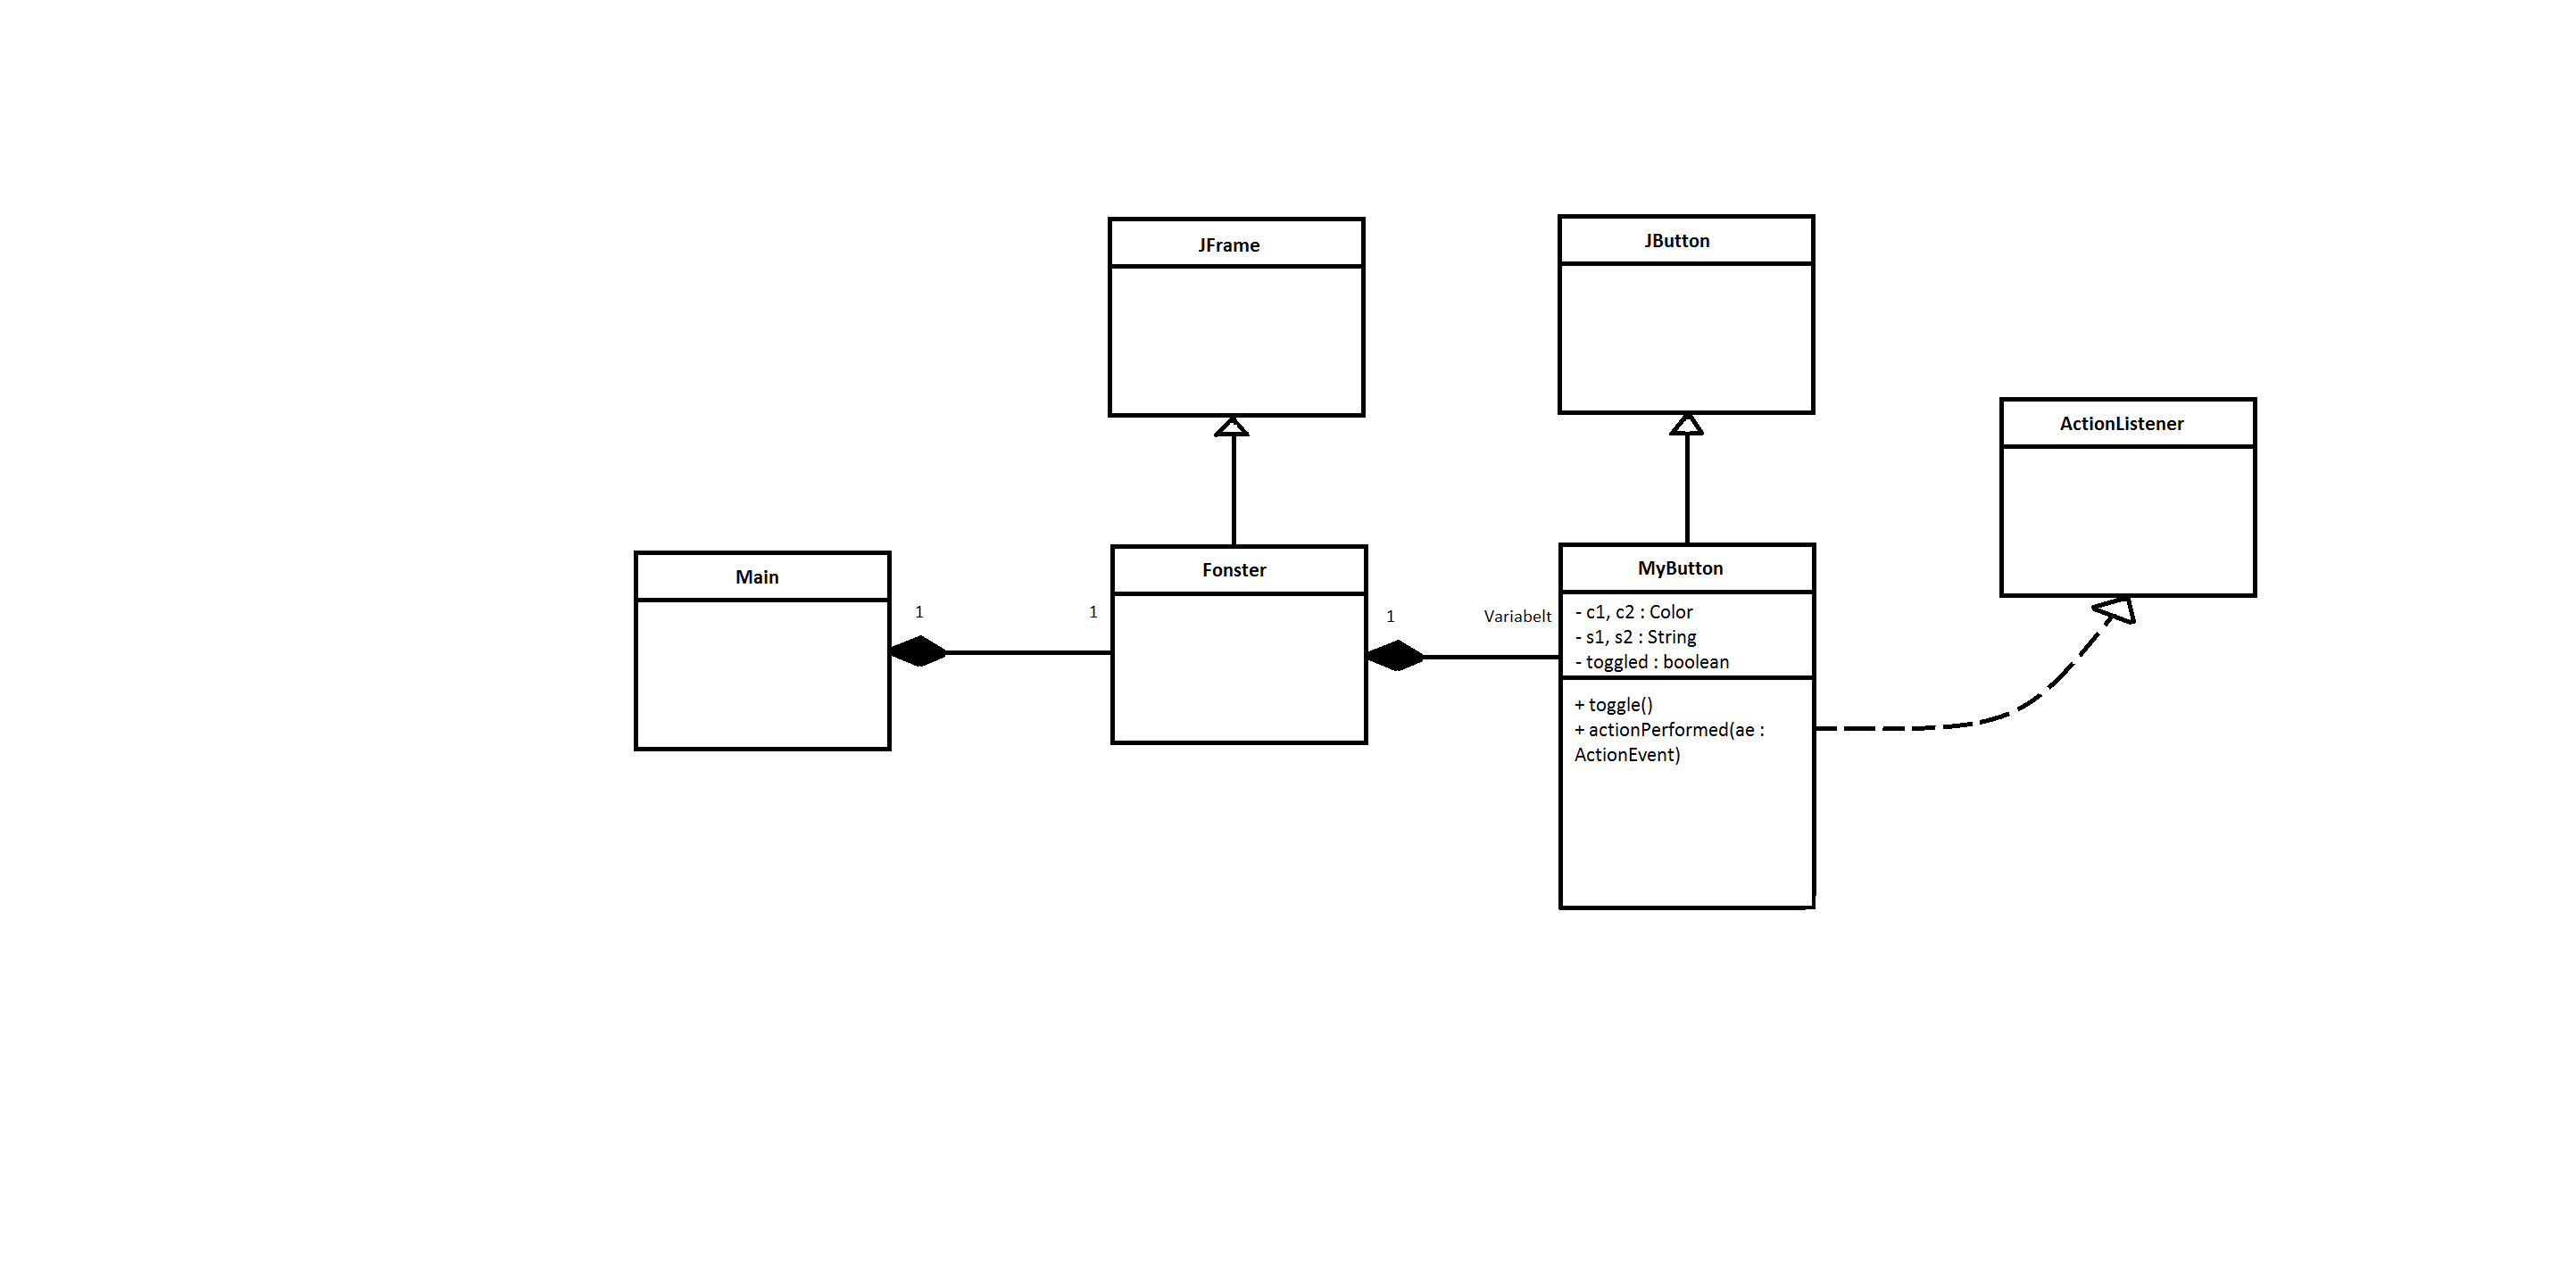 JFrame
JButton
ActionListener
Main
Fonster
MyButton
1
1
1
Variabelt
- c1, c2 : Color
- s1, s2 : String
- toggled : boolean
+ toggle()
+ actionPerformed(ae :
ActionEvent)